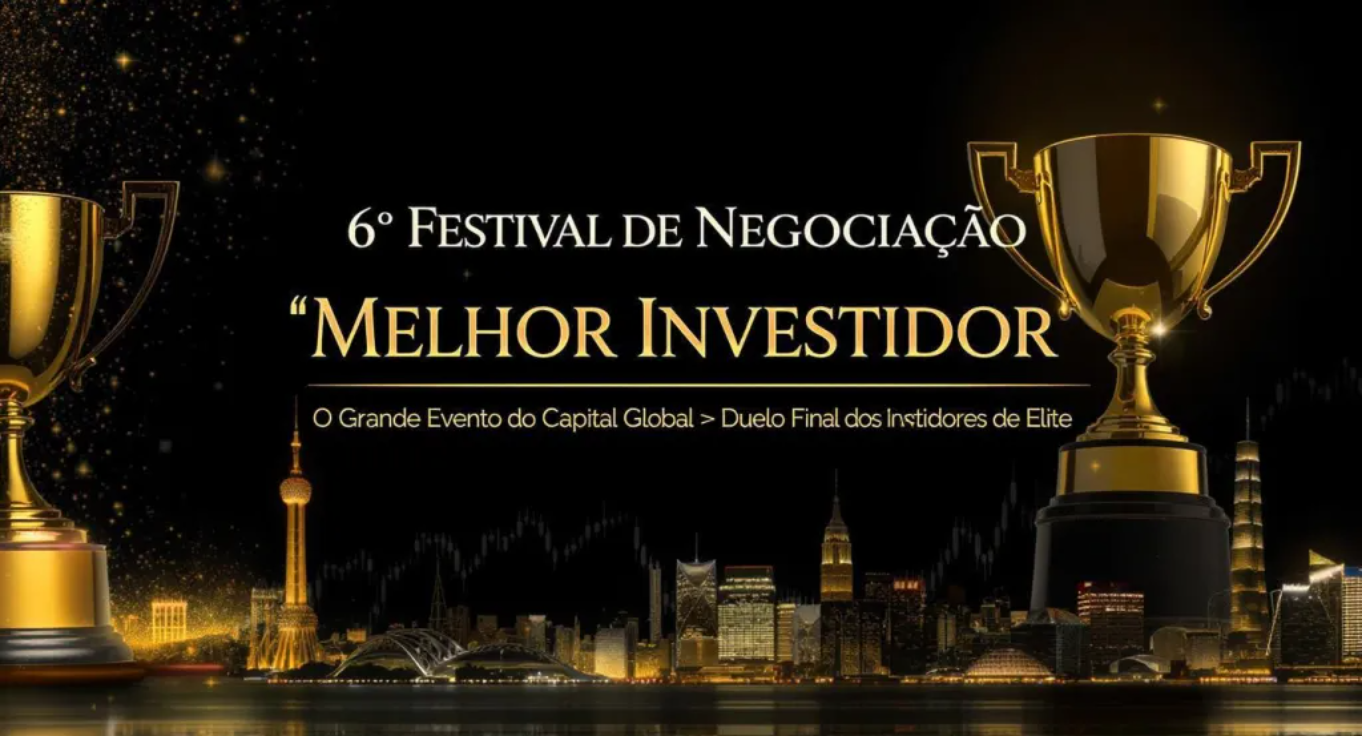 6º FESTIVAL DE NEGOCIAÇÃO
“MELHOR INVESTIDOR
O Grande Evento do Capital Global > Duelo Final dos Instidores de Elite